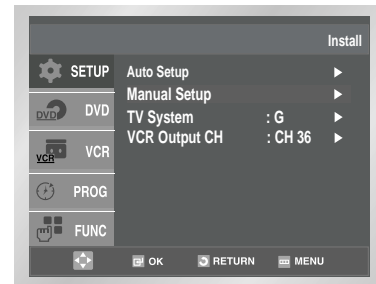 Install
SETUP
Auto Setup
Manual Setup
DVD DVD
TV System : G
VCR Output CH : CH 36
VCR VCR
PROG
FUNC
OK RETURN MENU